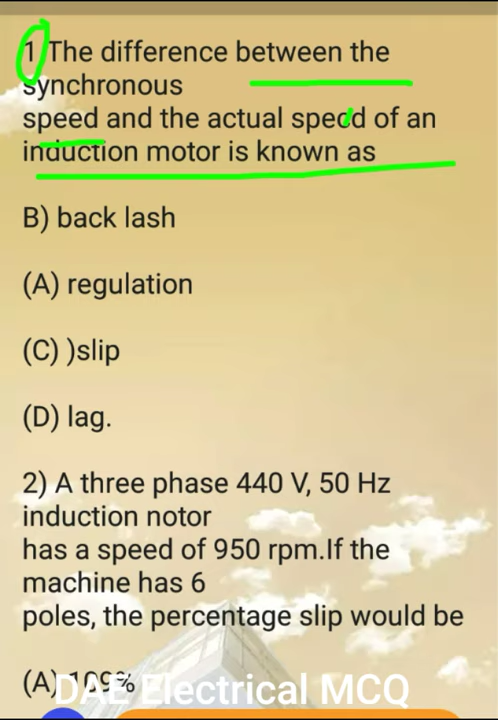 1 The difference between the
synchronous
speed and the actual speed of an
induction motor is known as
B) back lash
(A) regulation
(C) )slip
(D) lag.
2) A three phase 440 V, 50 Hz
induction notor
has a speed of 950 rpm.If the
machine has 6
poles, the percentage slip would be
(A)
DAE Electrical MCQ